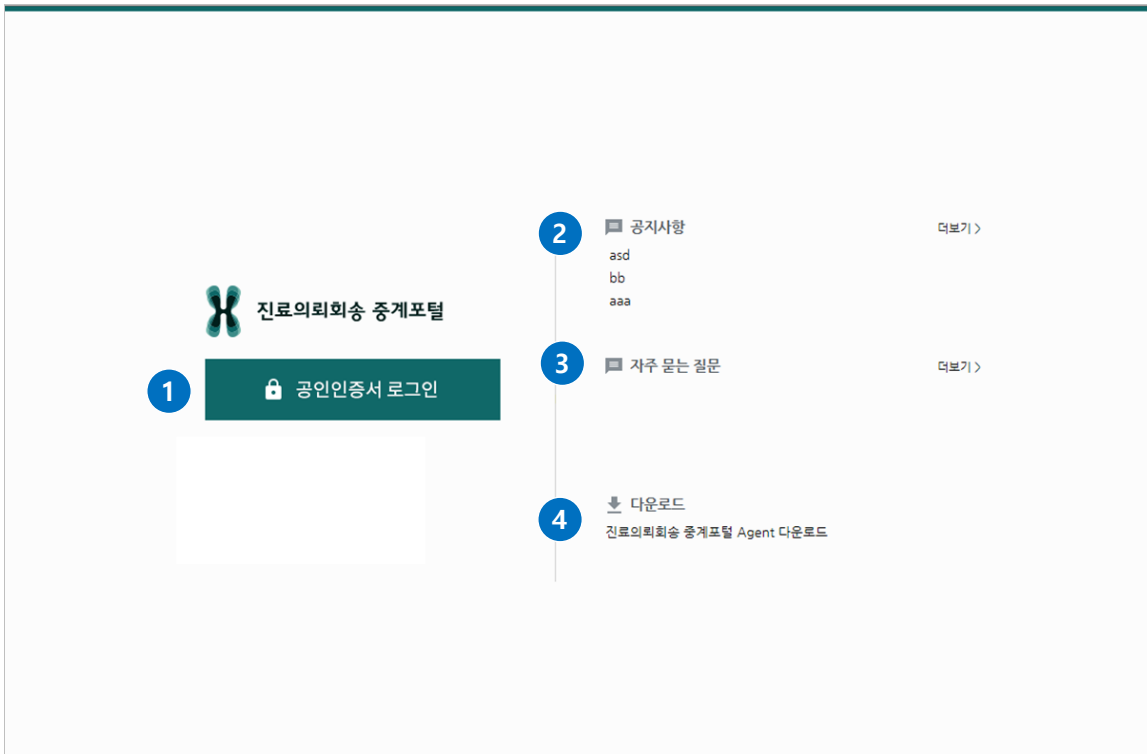 진료의뢰회송 중계포털
1
공인인증서 로그인
2
공지사항
더보기 >
asd
bb
aaa
3
자주 묻는 질문
더보기 >
4
다운로드
진료의뢰회송 중계포털 Agent 다운로드